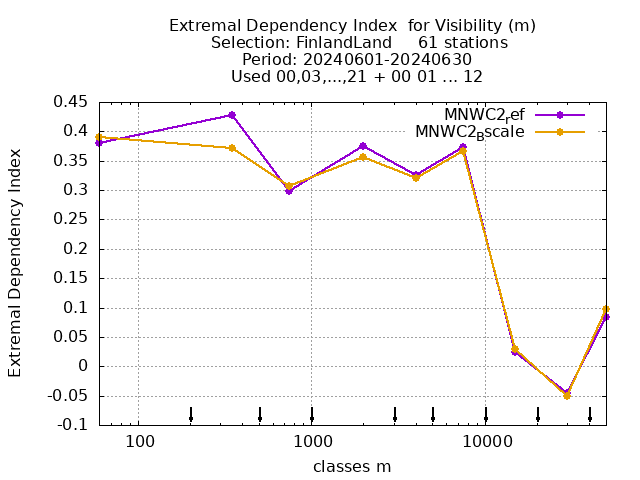 Extremal Dependency Index  for Visibility (m)
Selection: FinlandLand     61 stations
Period: 20240601-20240630
Used 00,03,...,21 + 00 01 ... 12
MNWC2_ref
MNWC2_Bscale
Extremal Dependency Index
0.45
0.4
0.35
0.3
0.25
0.2
0.15
0.1
0.05
0
-0.05
-0.1
100 1000 10000
classes m